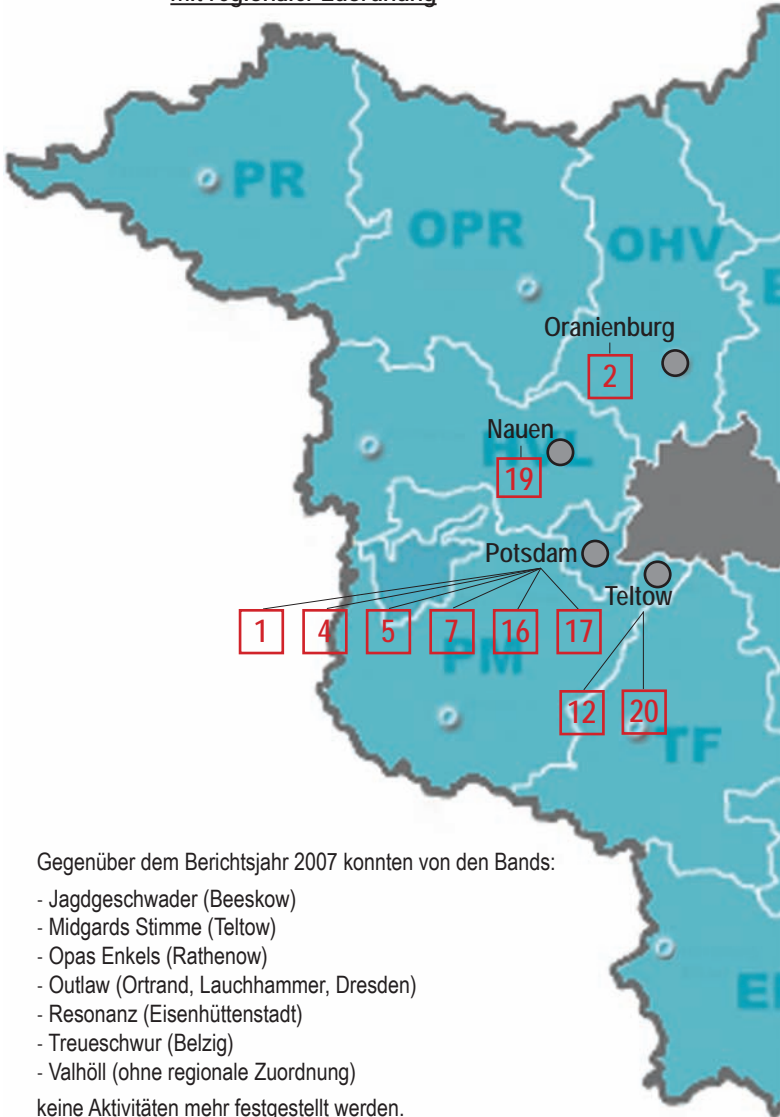 mit regionaler Zuordnung
PR
OPR
OHV
Oranienburg
2
Nauen
HVL
19
Potsdam
Teltow
1 4 5 7 16 17
PM
12 20
TF
Gegenüber dem Berichtsjahr 2007 konnten von den Bands:
- Jagdgeschwader (Beeskow)
- Midgards Stimme (Teltow)
- Opas Enkels (Rathenow)
- Outlaw (Ortrand, Lauchhammer, Dresden)
- Resonanz (Eisenhüttenstadt)
- Treueschwur (Belzig)
- Valhöll (ohne regionale Zuordnung)
keine Aktivitäten mehr festgestellt werden.